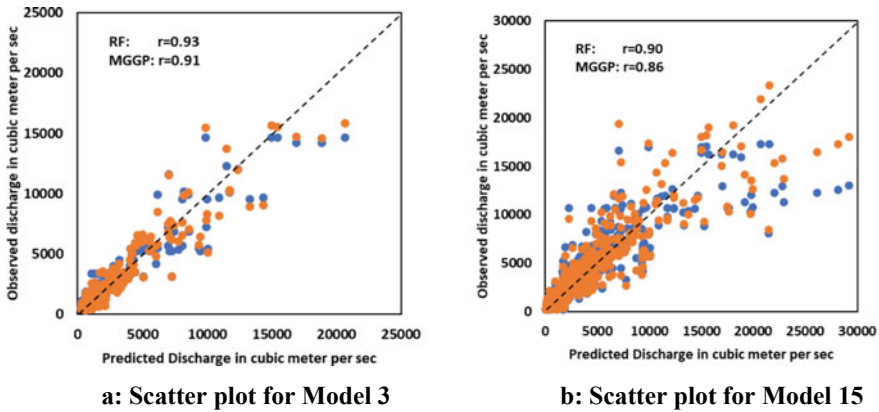 25000
20000
15000
10000
5000
0
Observed discharge in cubic meter per sec
RF: r=0.93
MGGP: r=0.91
0 5000 10000 15000 20000 25000
Predicted Discharge in cubic meter per sec
a: Scatter plot for Model 3
30000
25000
20000
15000
10000
5000
0
Observed discharge in cubic meter per sec
RF: r=0.90
MGGP: r=0.86
0 5000 10000 15000 20000 25000 30000
Predicted Discharge in cubic meter per sec
b: Scatter plot for Model 15